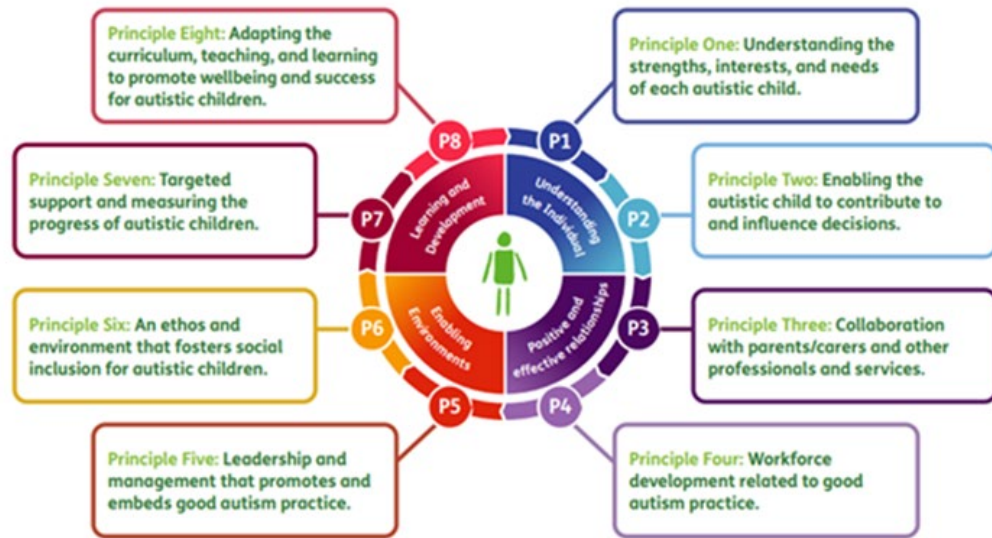 Principle Eight: Adapting the
curriculum, teaching, and learning
to promote wellbeing and success
for autistic children.
Principle One: Understanding the
strengths, interests, and needs
of each autistic child.
Principle Seven: Targeted
support and measuring the
progress of autistic children.
Principle Two: Enabling the
autistic child to contribute to
and influence decisions.
Principle Six: An ethos and
environment that fosters social
inclusion for autistic children.
Principle Three: Collaboration
with parents/carers and other
professionals and services.
Principle Five: Leadership and
management that promotes and
embeds good autism practice.
Principle Four: Workforce
development related to good
autism practice.
P8
P1
P7
P2
P6
P3
P5
P4
Learning and
Development
Understanding
the Individual
Enabling
Environments
Positive and
effective relationships